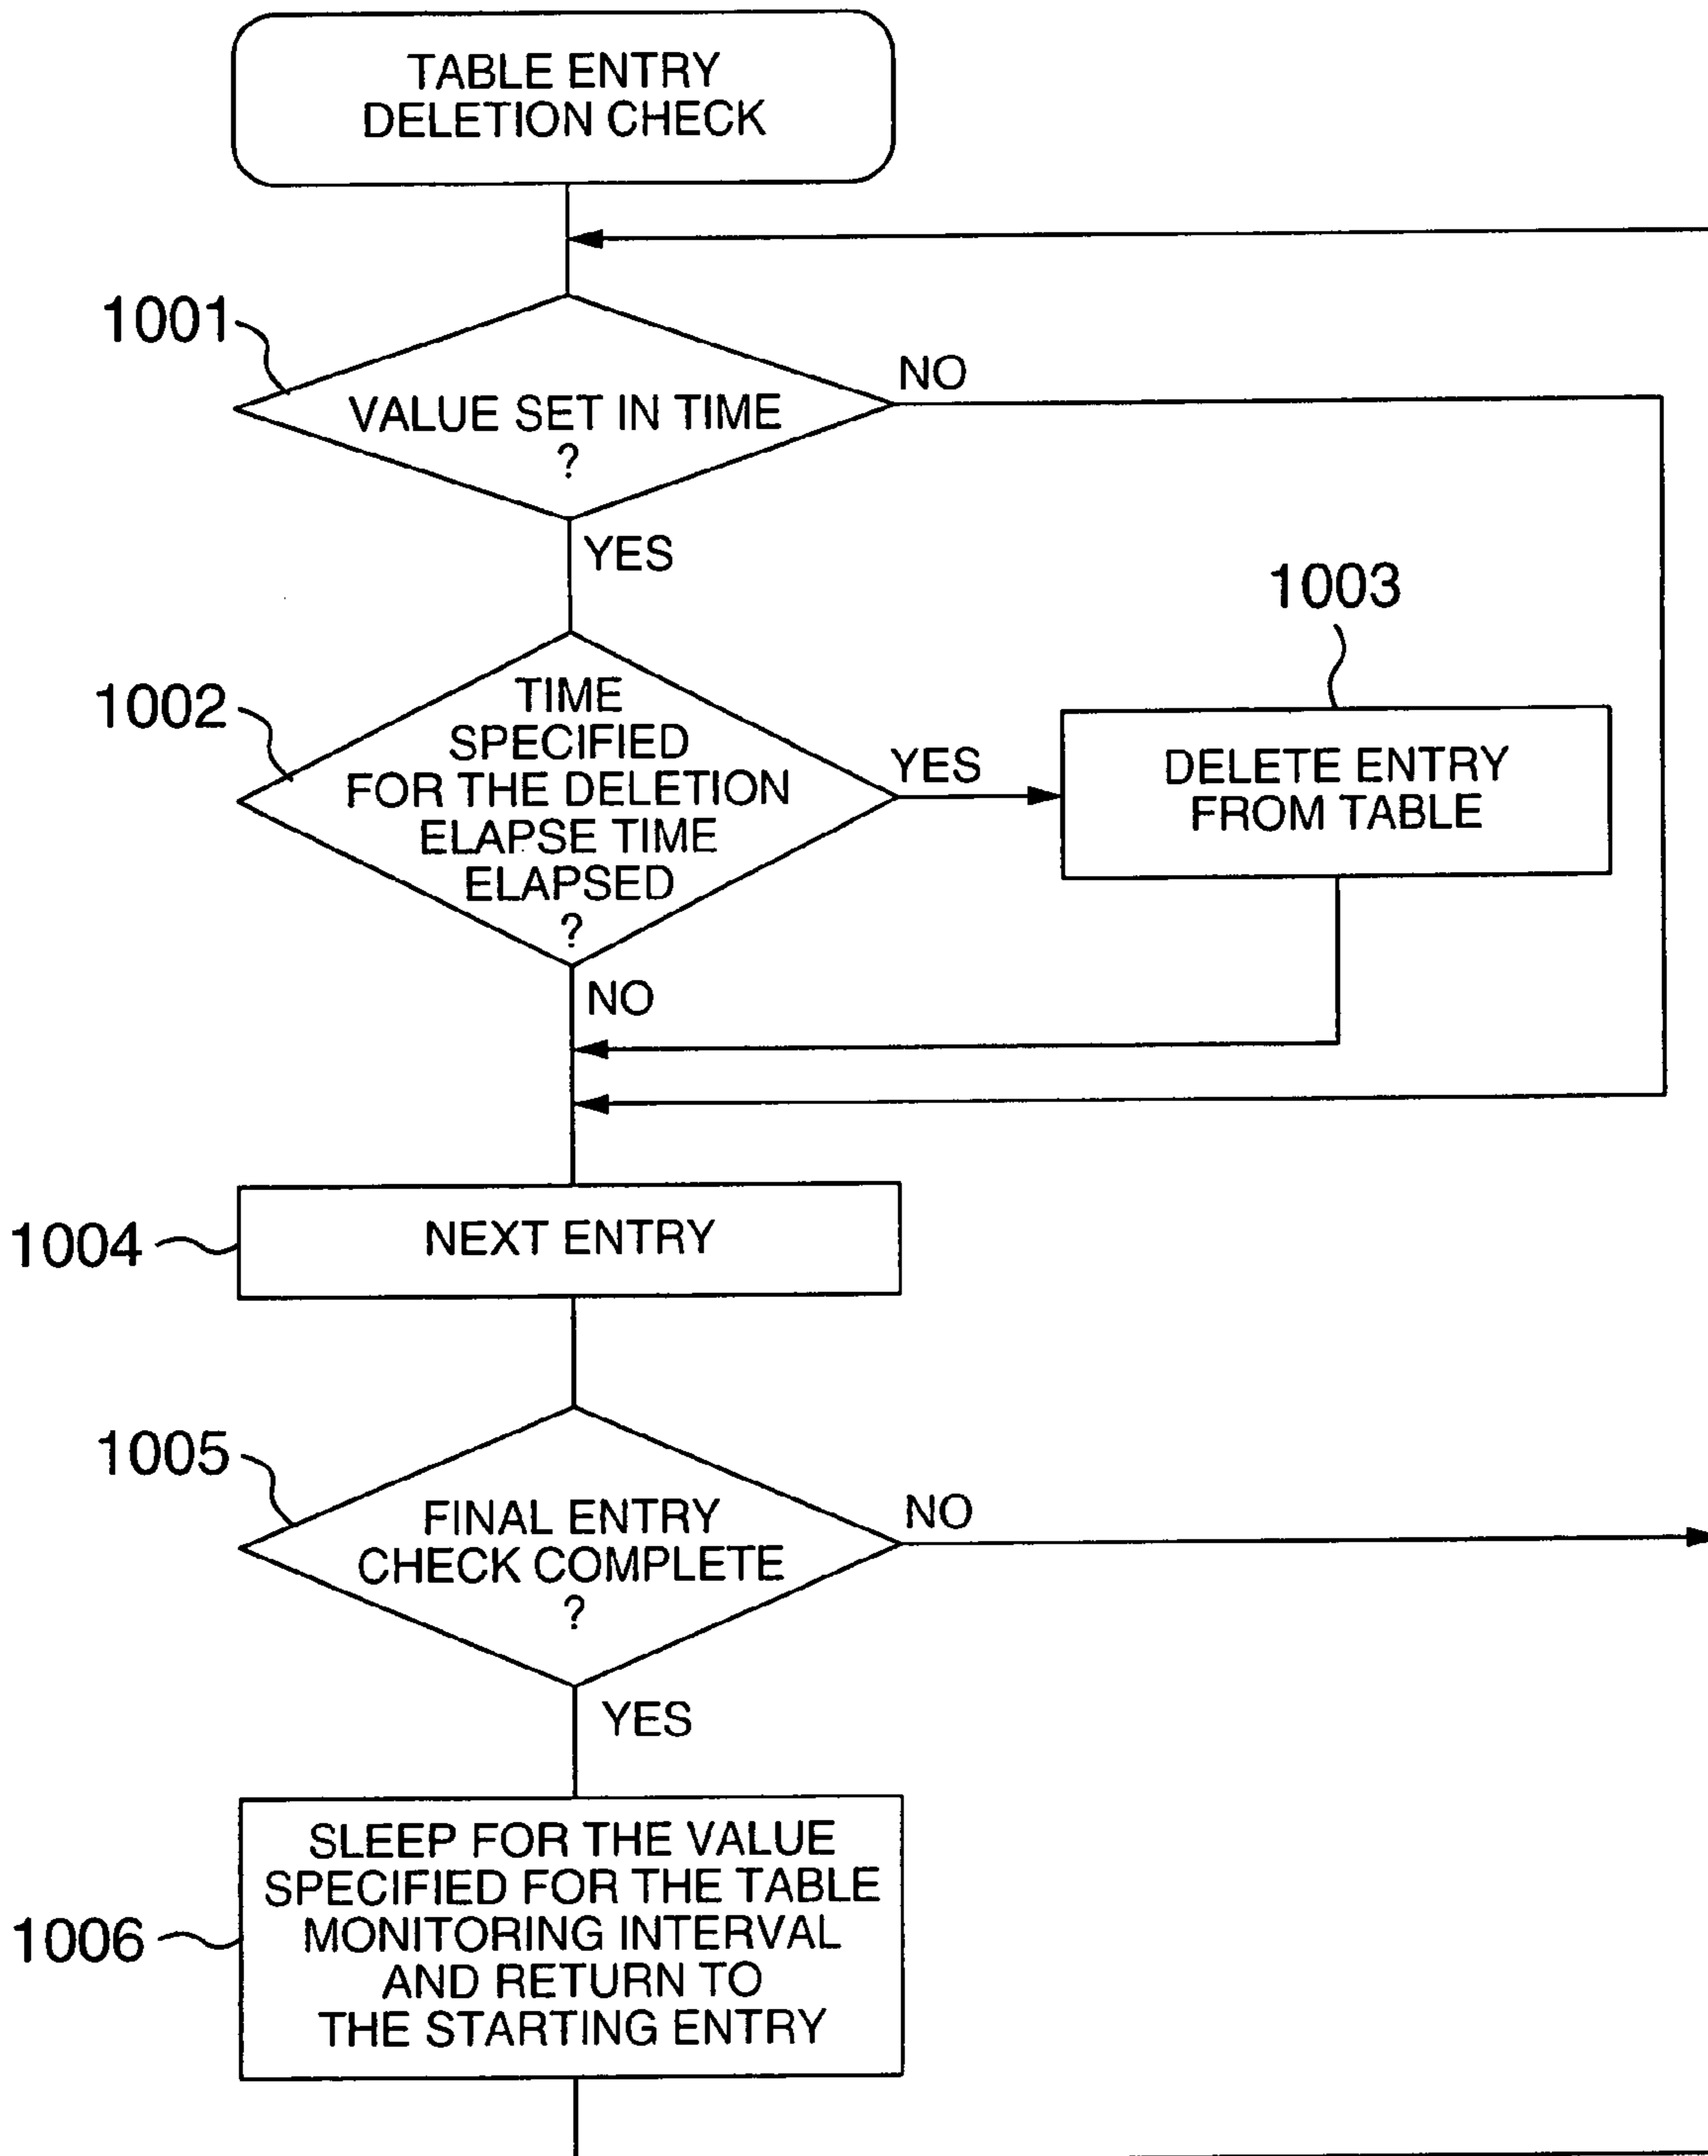 TABLE ENTRY
DELETION CHECK
1001
NO
VALUE SET IN TIME
?
YES
1003
1002
TIME
SPECIFIED
FOR THE DELETION
ELAPSE TIME
ELAPSED
?
YES
DELETE ENTRY
FROM TABLE
NO
1004
NEXT ENTRY
1005
FINAL ENTRY
CHECK COMPLETE
?
NO
YES
1006
SLEEP FOR THE VALUE
SPECIFIED FOR THE TABLE
MONITORING INTERVAL
AND RETURN TO
THE STARTING ENTRY